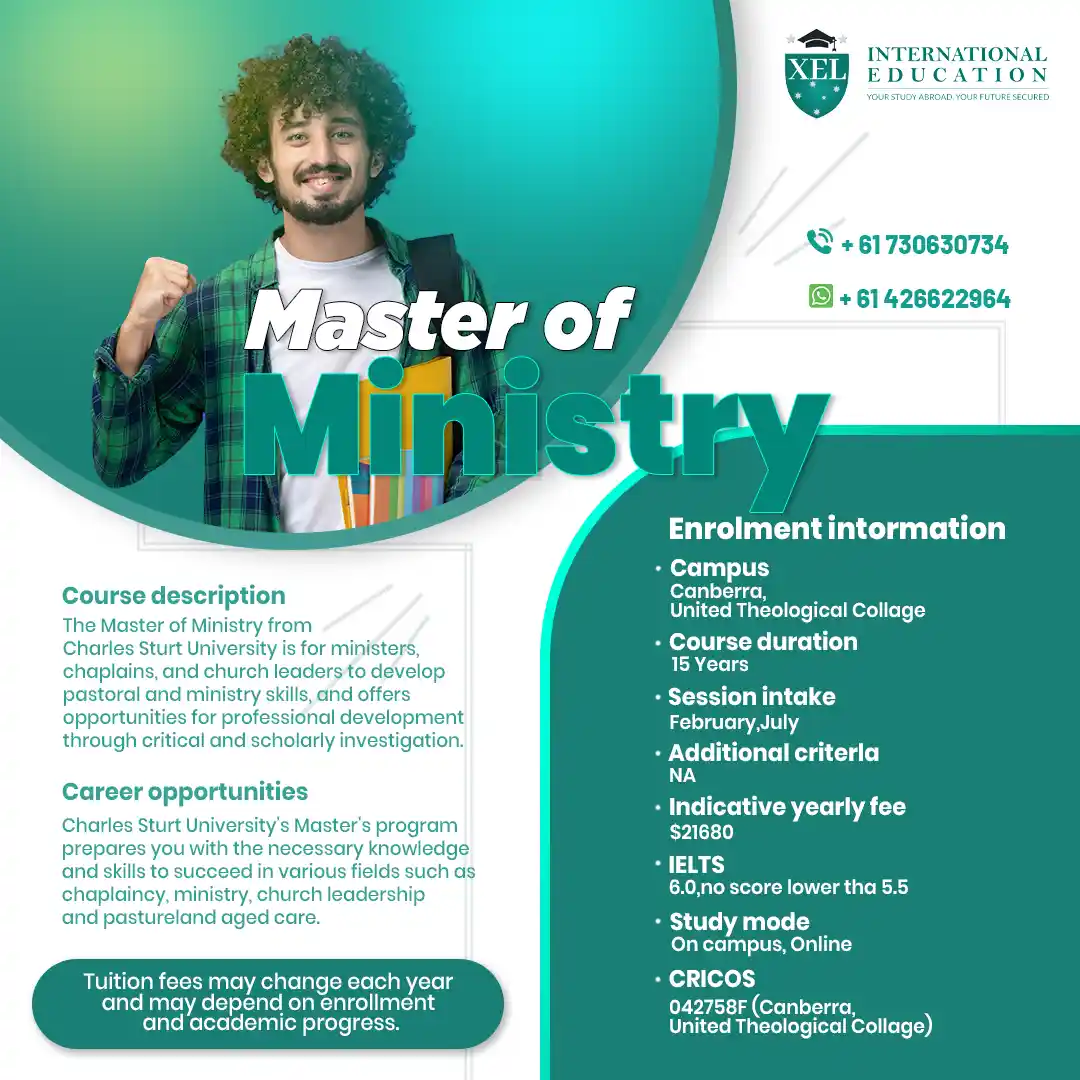 XEL
INTERNATIONAL
EDUCATION
YOUR STUDY ABROAD, YOUR FUTURE SECURED
+ 61 730630734
+ 61 426622964
Master of
Ministry
Course description
The Master of Ministry from
Charles Sturt University is for ministers,
chaplains, and church leaders to develop
pastoral and ministry skills, and offers
opportunities for professional development
through critical and scholarly investigation.
Career opportunities
Charles Sturt University's Master's program
prepares you with the necessary knowledge
and skills to succeed in various fields such as
chaplaincy, ministry, church leadership
and pastureland aged care.
Tuition fees may change each year
and may depend on enrollment
and academic progress.
Enrolment intormation
• Campus
Canberra,
United Theological Collage
• Course duration
15 Years
• Session intake
February,July
• Additional criterla
NA
• Indicative yearly fee
$21680
• IELTS
6.0,no score lower tha 5.5
• Study mode
On campus, Online
• CRICOS
042758F (Canberra,
United Theological Collage)